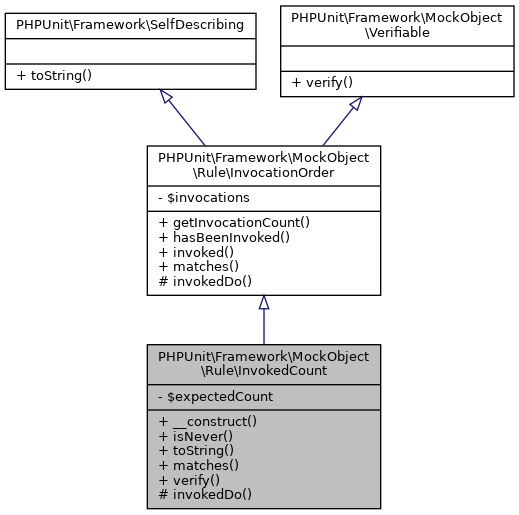 PHPUnit\Framework\SelfDescribing
+ toString()
PHPUnit\Framework\MockObject
\Verifiable
+ verify()
PHPUnit\Framework\MockObject
\Rule\InvocationOrder
- $invocations
+ getInvocationCount()
+ hasBeenInvoked()
+ invoked()
+ matches()
# invokedDo()
PHPUnit\Framework\MockObject
\Rule\InvokedCount
- $expectedCount
+ __construct()
+ isNever()
+ toString()
+ matches()
+ verify()
# invokedDo()